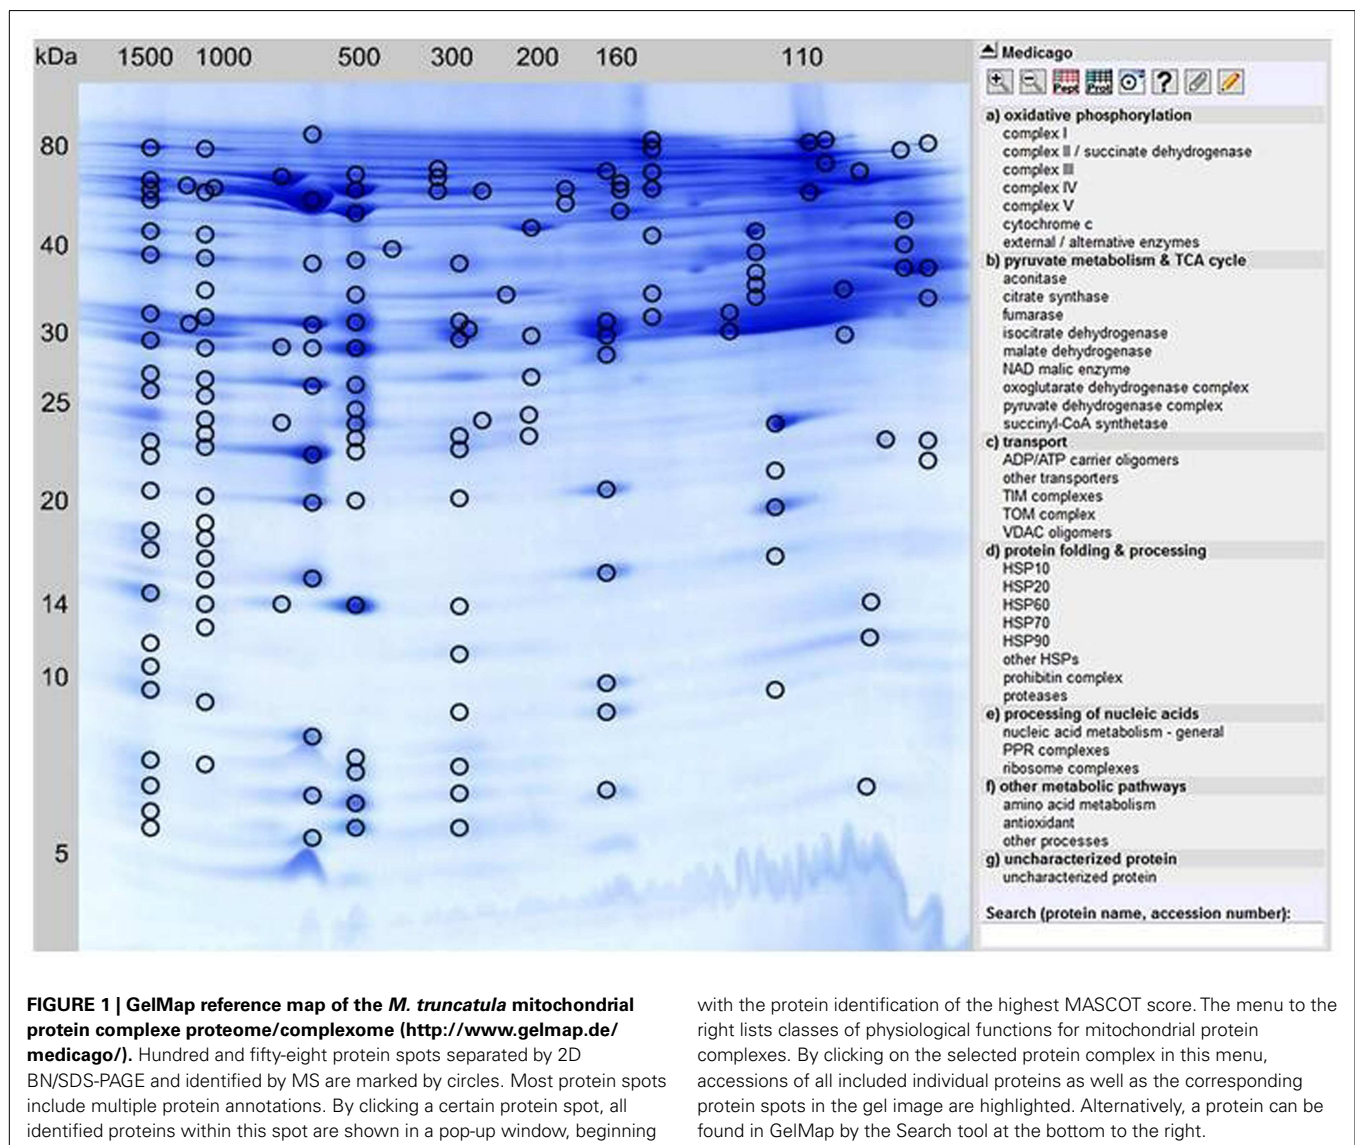 kDa 1500 1000 500 300 200 160 110
80
40
30
25
20
14
10
5
Medicago
Pept Prot ?
a) oxidative phosphorylation
complex I
complex II / succinate dehydrogenase
complex III
complex IV
complex V
cytochrome c
external / alternative enzymes
b) pyruvate metabolism & TCA cycle
aconitase
citrate synthase
fumarase
isocitrate dehydrogenase
malate dehydrogenase
NAD malic enzyme
oxoglutarate dehydrogenase complex
pyruvate dehydrogenase complex
succinyl-CoA synthetase
c) transport
ADP/ATP carrier oligomers
other transporters
TIM complexes
TOM complex
VDAC oligomers
d) protein folding & processing
HSP10
HSP20
HSP60
HSP70
HSP90
other HSPs
prohibitin complex
proteases
e) processing of nucleic acids
nucleic acid metabolism - general
PPR complexes
ribosome complexes
f) other metabolic pathways
amino acid metabolism
antioxidant
other processes
g) uncharacterized protein
uncharacterized protein
Search (protein name, accession number):
FIGURE 1 | GelMap reference map of the M. truncatula mitochondrial
protein complexe proteome/complexome (http://www.gelmap.de/
medicago/). Hundred and fifty-eight protein spots separated by 2D
BN/SDS-PAGE and identified by MS are marked by circles. Most protein spots
include multiple protein annotations. By clicking a certain protein spot, all
identified proteins within this spot are shown in a pop-up window, beginning
with the protein identification of the highest MASCOT score. The menu to the
right lists classes of physiological functions for mitochondrial protein
complexes. By clicking on the selected protein complex in this menu,
accessions of all included individual proteins as well as the corresponding
protein spots in the gel image are highlighted. Alternatively, a protein can be
found in GelMap by the Search tool at the bottom to the right.